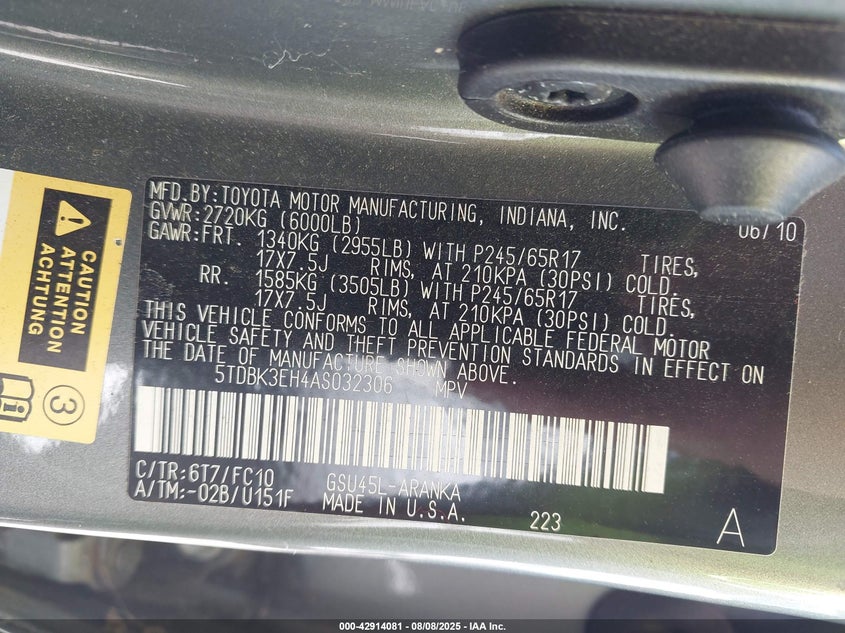 MFD.BY:TOYOTA MOTOR MANUFACTURING, INDIANA, INC. 06/10
GVWR:2720KG (6000LB)
GAWR:FRT. 1340KG (2955LB) WITH P245/65R17 TIRES,
17X7.5J RIMS, AT 210KPA (30PSI) COLD.
RR. 1585KG (3505LB) WITH P245/65R17 TIRES,
17X7.5J RIMS, AT 210KPA (30PSI) COLD.
THIS VEHICLE CONFORMS TO ALL APPLICABLE FEDERAL MOTOR
VEHICLE SAFETY AND THEFT PREVENTION STANDARDS IN EFFECT ON
THE DATE OF MANUFACTURE SHOWN ABOVE.
5TDBK3EH4AS032306 MPV
C/TR:6T7/FC10 GSU45L-ARANKA
A/TM:-02B/U151F MADE IN U.S.A. 223 A
CAUTION
ATTENTION
ACHTUNG
3
000-42914081 - 08/08/2025 - IAA Inc.